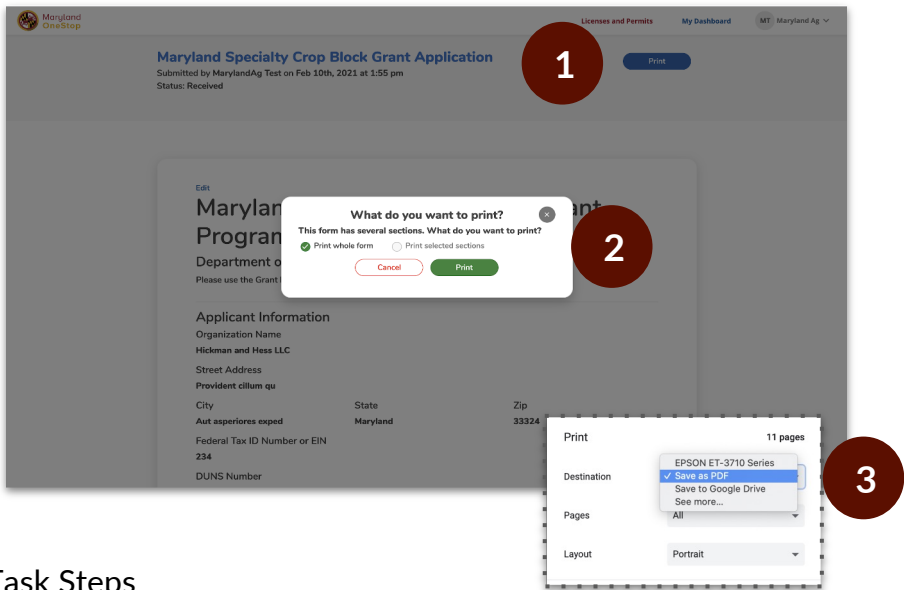 Maryland
OneStop
Licenses and Permits My Dashboard MT Maryland Ag
Maryland Specialty Crop Block Grant Application
Submitted by MarylandAg Test on Feb 10th, 2021 at 1:55 pm
Status: Received
1
Print
Edit
Marylan ant
Program
Department o
Please use the Grant
What do you want to print?
This form has several sections. What do you want to print?
Print whole form Print selected sections
Cancel Print
2
Applicant Information
Organization Name
Hickman and Hess LLC
Street Address
Provident cillum qu
City State Zip
Aut asperiores exped Maryland 33324
Federal Tax ID Number or EIN
234
DUNS Number
Print 11 pages
Destination
EPSON ET-3710 Series
✓ Save as PDF
Save to Google Drive
See more...
Pages All
Layout Portrait
3
Task Steps